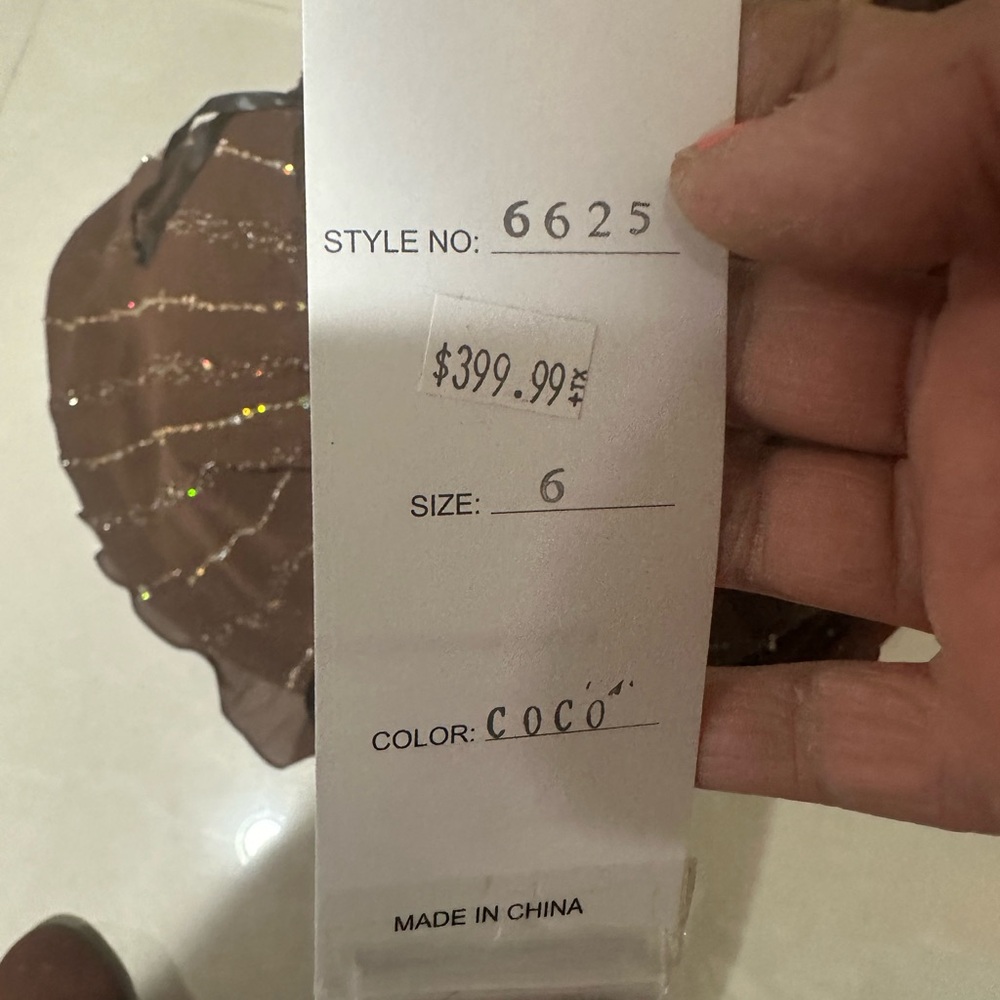 STYLE NO: 6625
$399.99+TX
SIZE: 6
COLOR: COCO
MADE IN CHINA